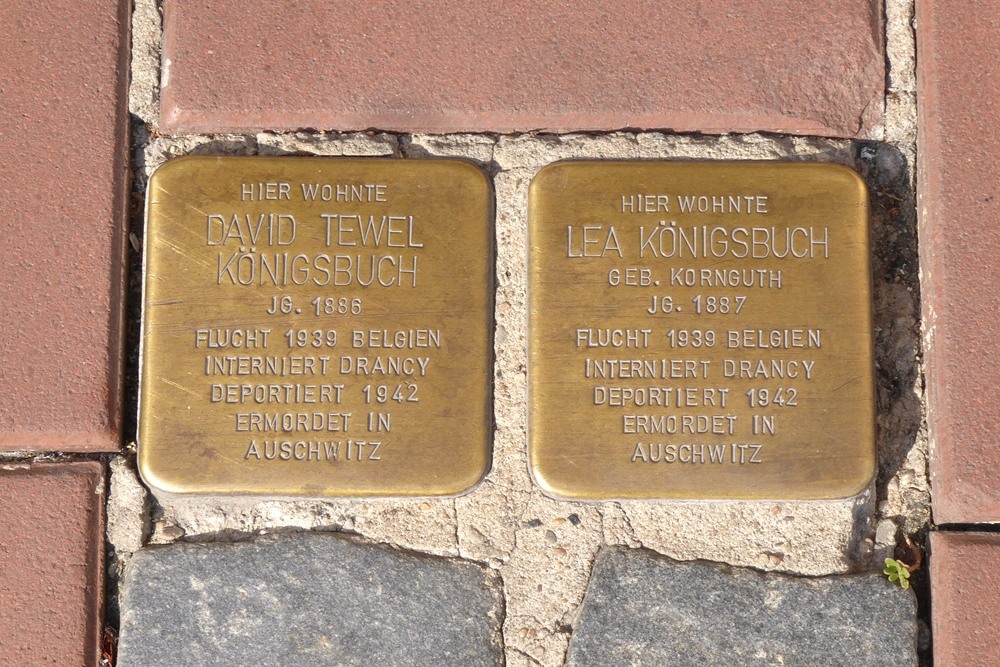 HIER WOHNTE
DAVID TEWEL
KÖNIGSBUCH
JG. 1886
FLUCHT 1939 BELGIEN
INTERNIERT DRANCY
DEPORTIERT 1942
ERMORDET IN
AUSCHWITZ
HIER WOHNTE
LEA KÖNIGSBUCH
GEB. KORNGUTH
JG. 1887
FLUCHT 1939 BELGIEN
INTERNIERT DRANCY
DEPORTIERT 1942
ERMORDET IN
AUSCHWITZ